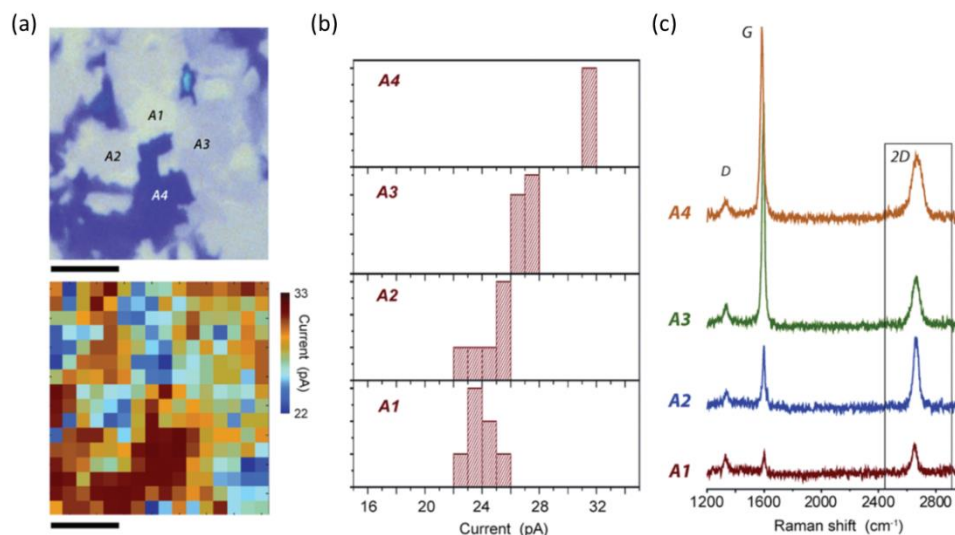 (a)
A1
A2
A3
A4
33
Current (pA)
22
(b)
A4
A3
A2
A1
16 20 24 28 32
Current (pA)
(c)
G
D
2D
A4
A3
A2
A1
1200 1600 2000 2400 2800
Raman shift (cm⁻¹)